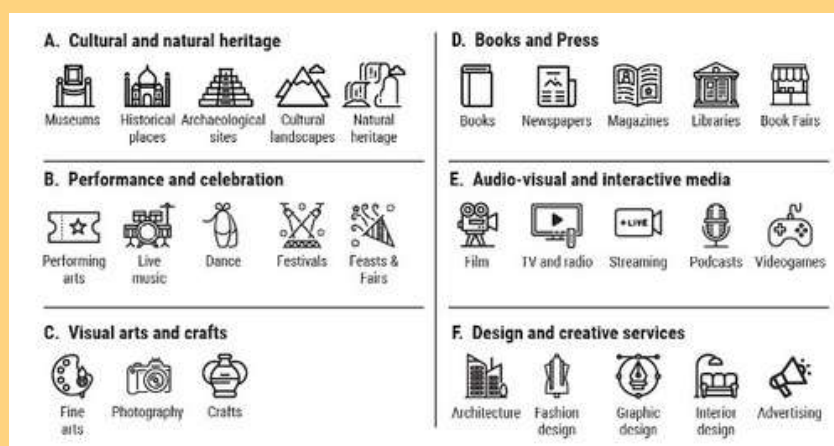 A. Cultural and natural heritage
Museums
Historical
places
Archaeological
sites
Cultural
landscapes
Natural
heritage
B. Performance and celebration
Performing
arts
Live
music
Dance
Festivals
Feasts &
Fairs
C. Visual arts and crafts
Fine
arts
Photography
Crafts
D. Books and Press
Books
Newspapers
Magazines
Libraries
Book Fairs
E. Audio-visual and interactive media
Film
TV and radio
LIVE
Streaming
Podcasts
Videogames
F. Design and creative services
Architecture
Fashion
design
Graphic
design
Interior
design
Advertising